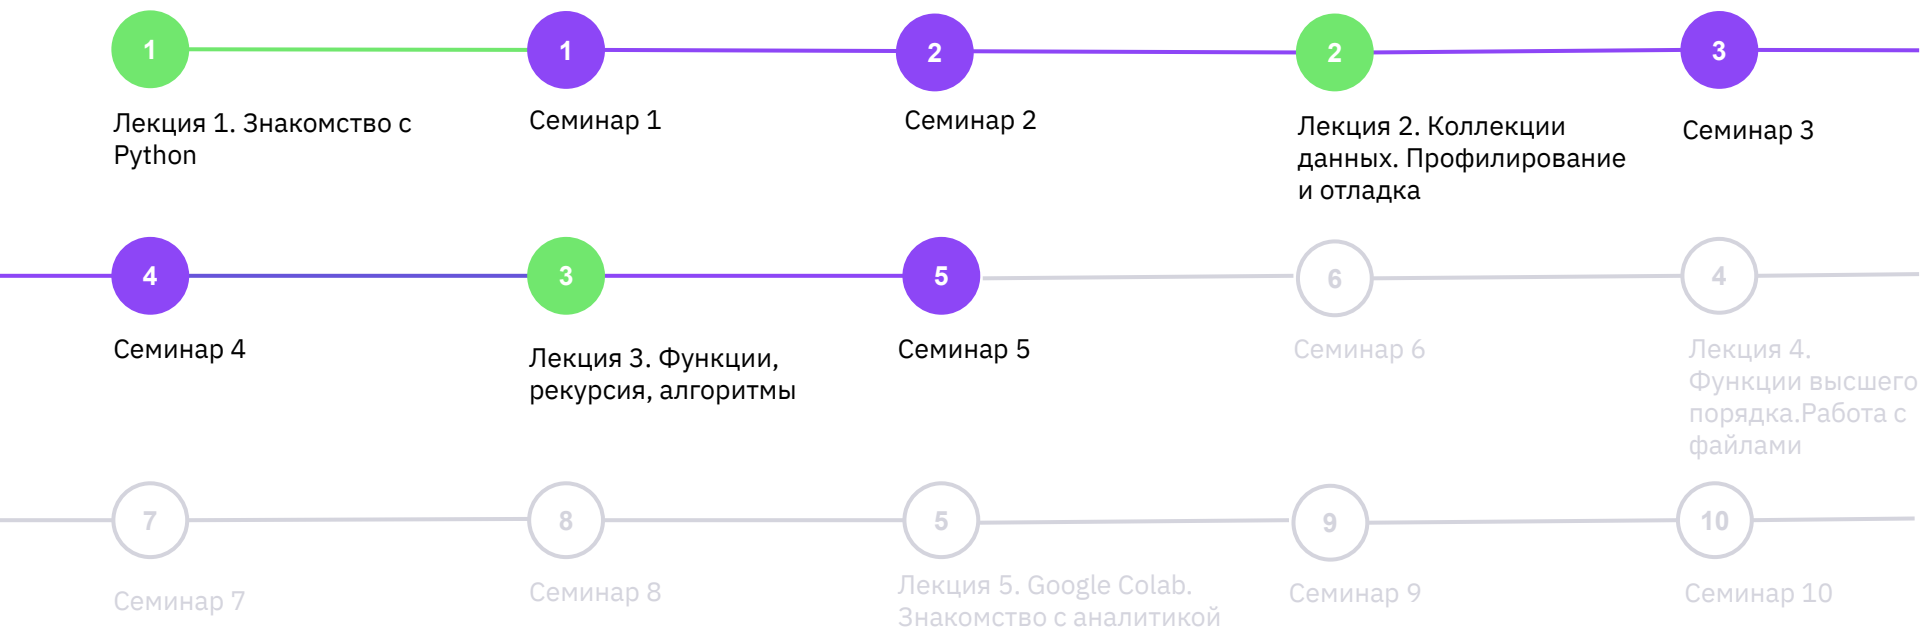 1
1
2
2
3
Лекция 1. Знакомство с
Python
Семинар 1
Семинар 2
Лекция 2. Коллекции
данных. Профилирование
и отладка
Семинар 3
4
3
5
6
4
Семинар 4
Лекция 3. Функции,
рекурсия, алгоритмы
Семинар 5
Семинар 6
Лекция 4.
Функции высшего
порядка.Работа с
файлами
7
8
5
9
10
Семинар 7
Семинар 8
Лекция 5. Google Colab.
Знакомство с аналитикой
Семинар 9
Семинар 10